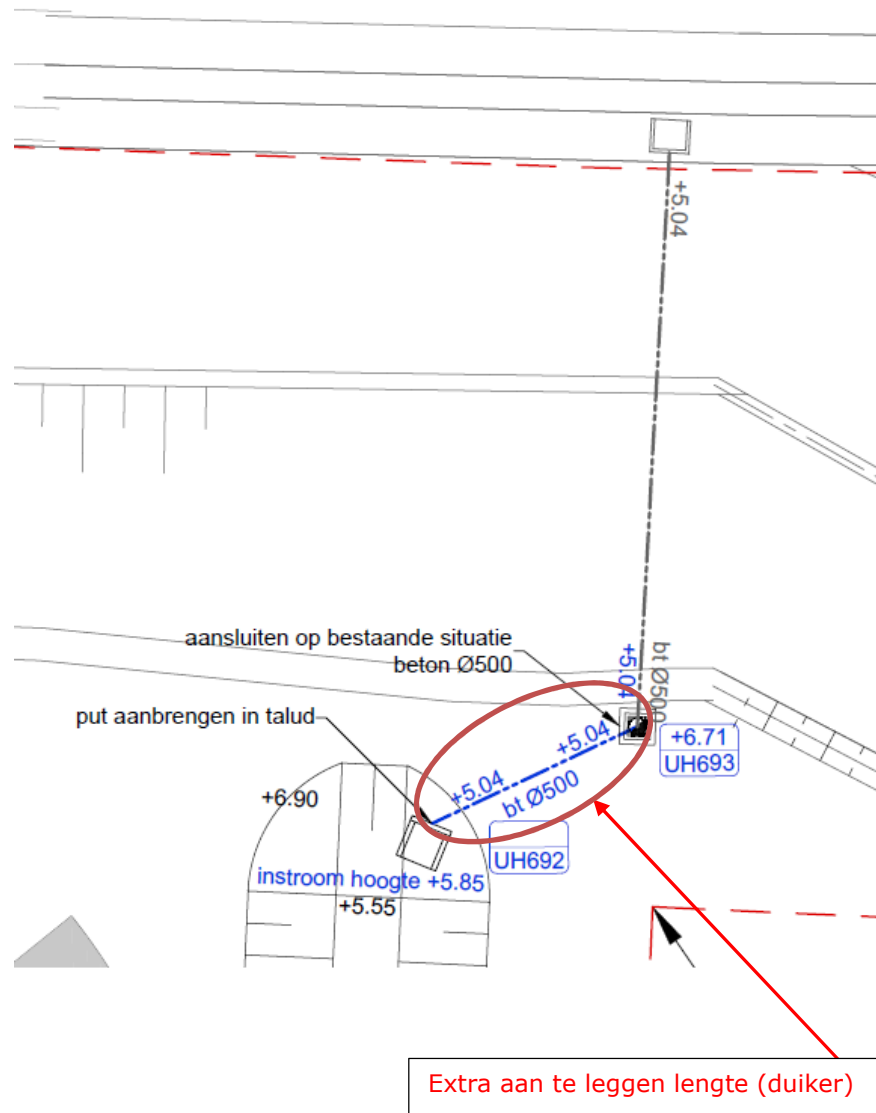 +5.04
aansluiten op bestaande situatie
beton Ø500
+5.04
bt Ø500
put aanbrengen in talud
+5.04
+5.04
bt Ø500
+6.71
UH693
+6.90
UH692
instroom hoogte +5.85
+5.55
Extra aan te leggen lengte (duiker)